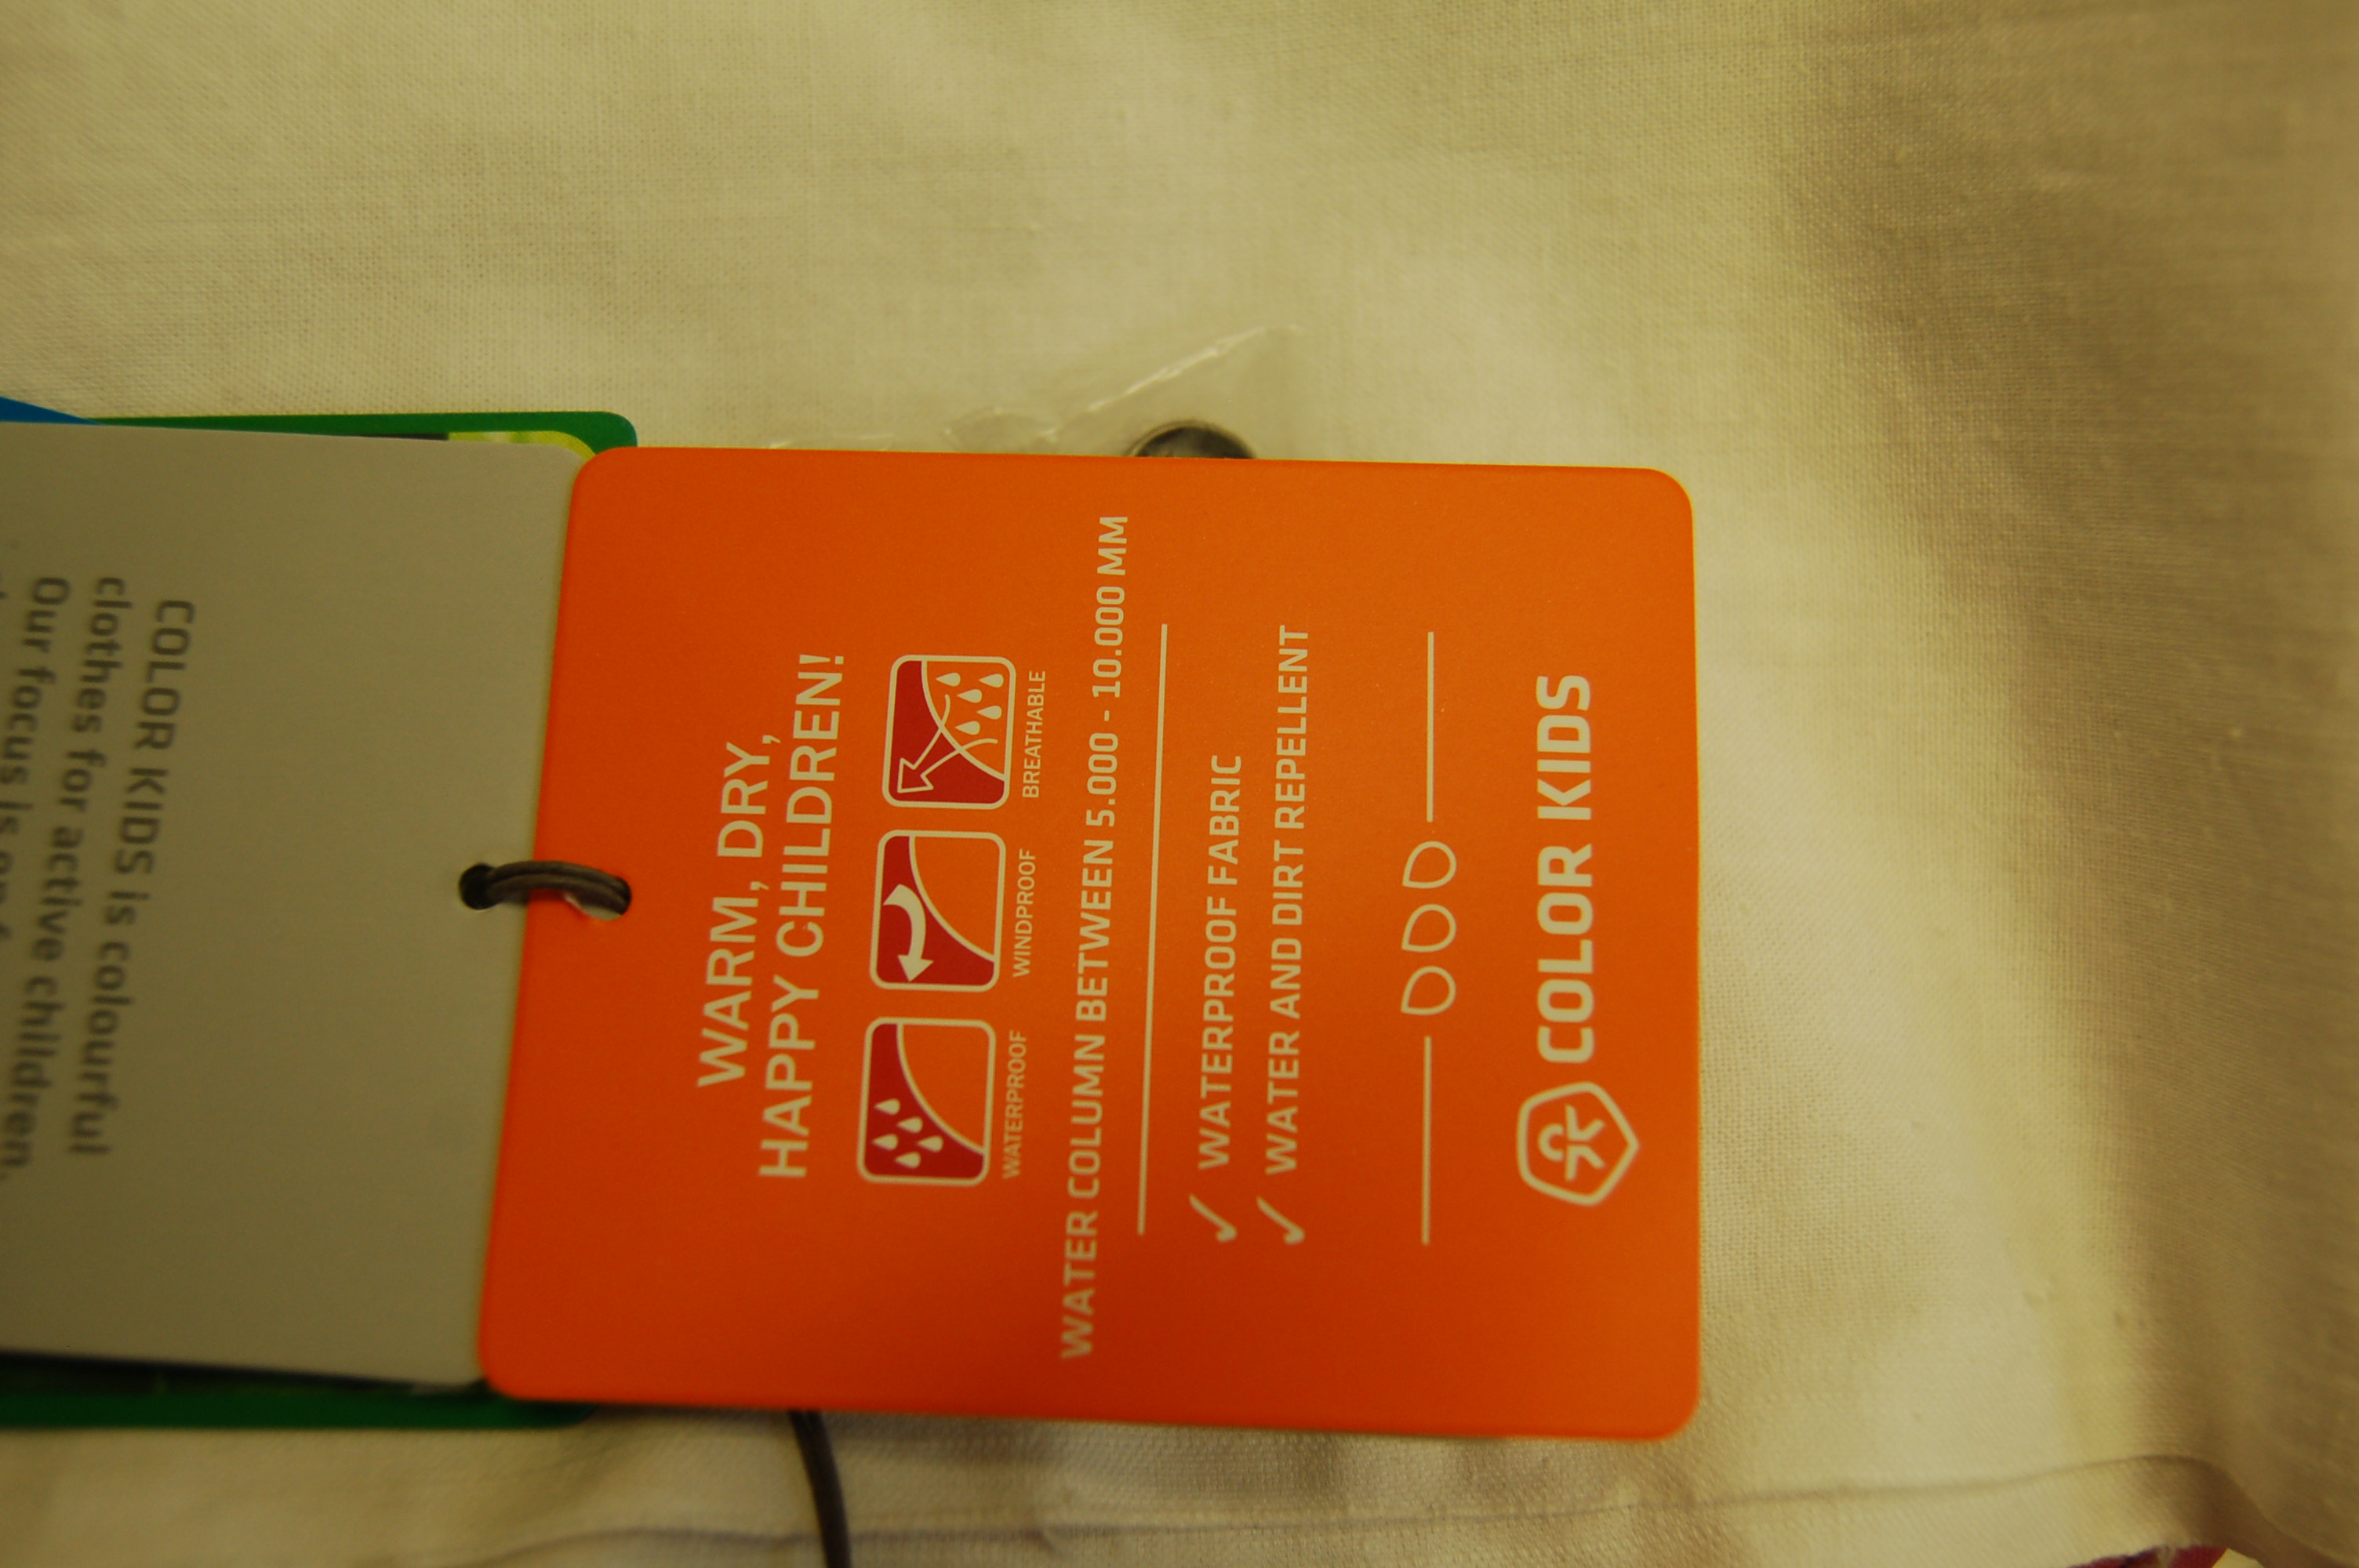 WARM, DRY,
HAPPY CHILDREN!
WATERPROOF
WINDPROOF
BREATHABLE
WATER COLUMN BETWEEN 5.000 - 10.000 MM
✓ WATERPROOF FABRIC
✓ WATER AND DIRT REPELLENT
COLOR KIDS
COLOR KIDS is colourful
clothes for active children.
Our focus is